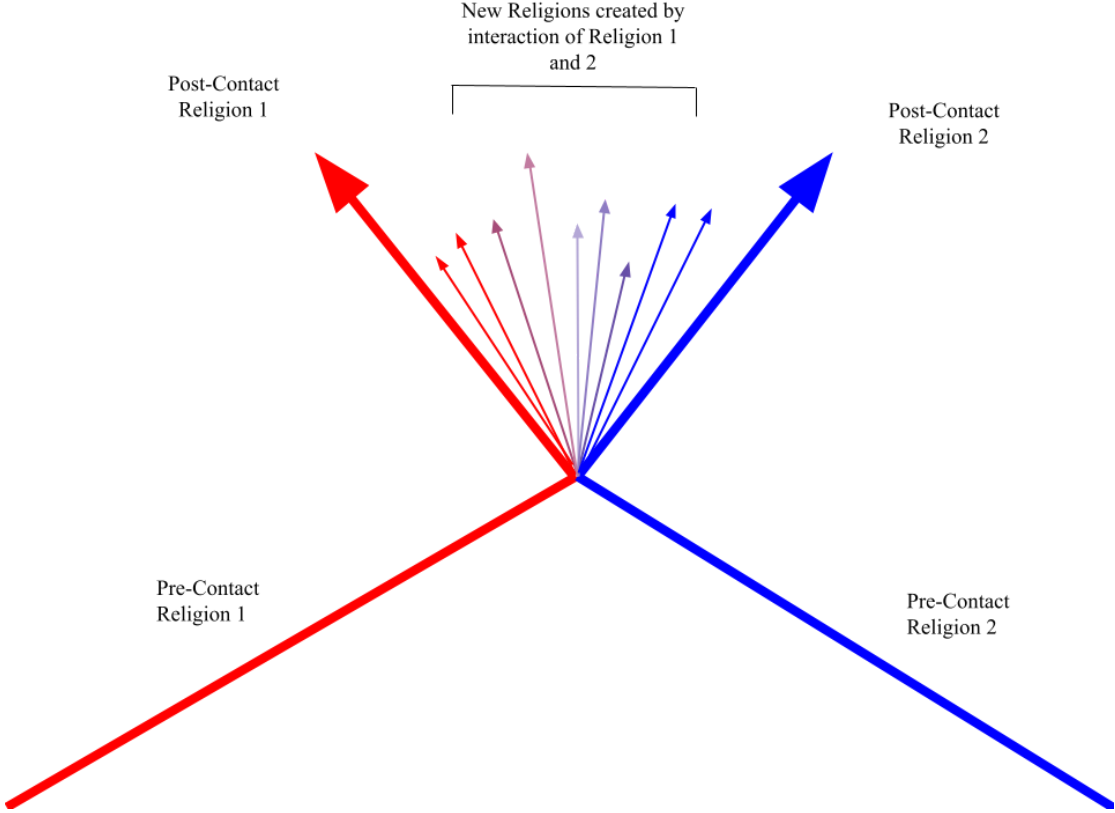 New Religions created by
interaction of Religion 1
and 2
Post-Contact
Religion 1
Post-Contact
Religion 2
Pre-Contact
Religion 1
Pre-Contact
Religion 2